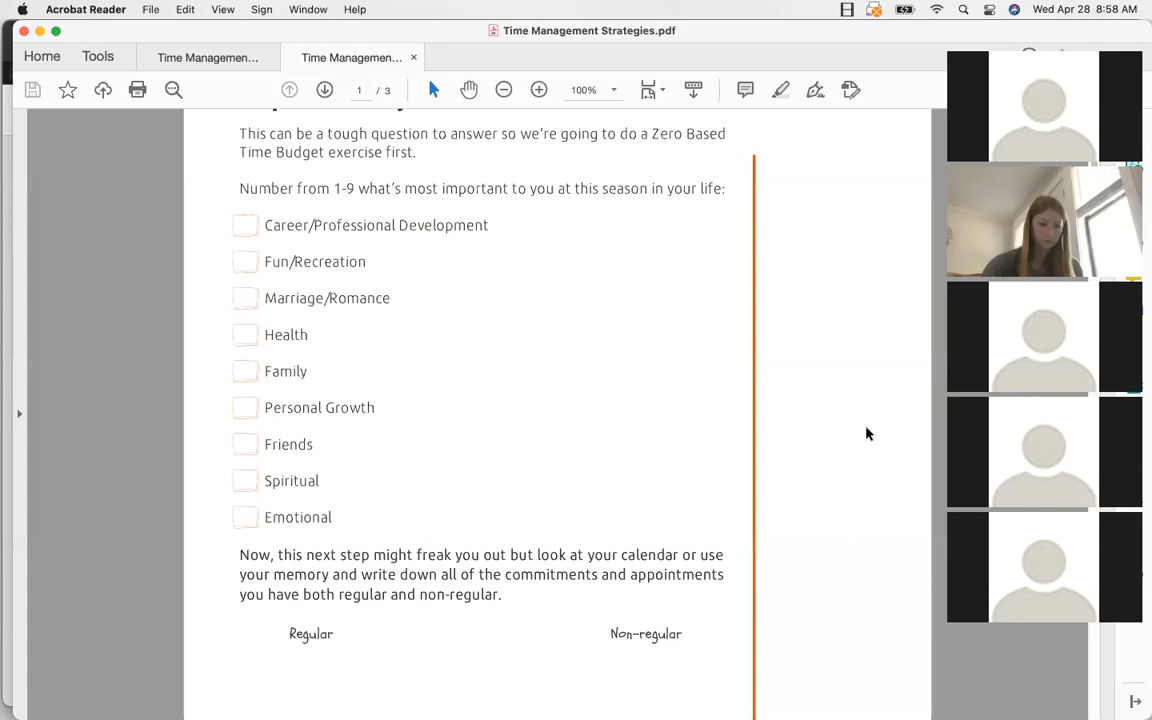 Acrobat Reader File Edit View Sign Window Help Wed Apr 28 8:58 AM
Time Management Strategies.pdf
Home Tools Time Managemen... Time Managemen... ×
1 / 3 100%
This can be a tough question to answer so we're going to do a Zero Based
Time Budget exercise first.
Number from 1-9 what's most important to you at this season in your life:
Career/Professional Development
Fun/Recreation
Marriage/Romance
Health
Family
Personal Growth
Friends
Spiritual
Emotional
Now, this next step might freak you out but look at your calendar or use
your memory and write down all of the commitments and appointments
you have both regular and non-regular.
Regular Non-regular